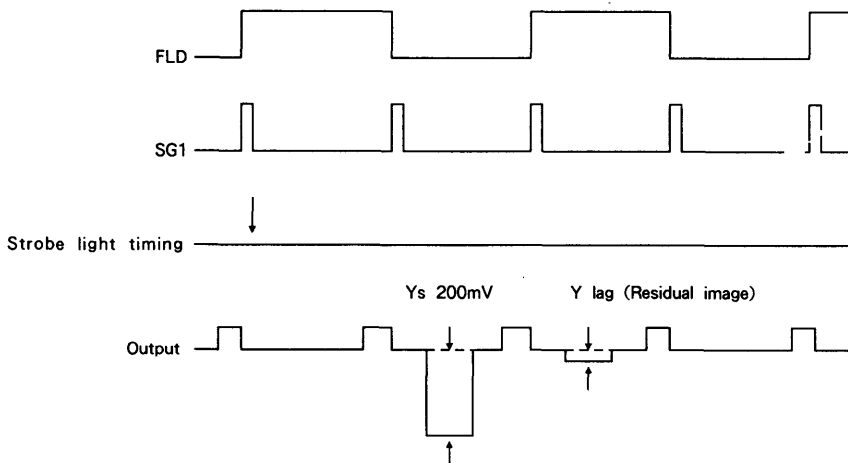 FLD
SG1
Strobe light timing
Ys 200mV
Y lag (Residual image)
Output